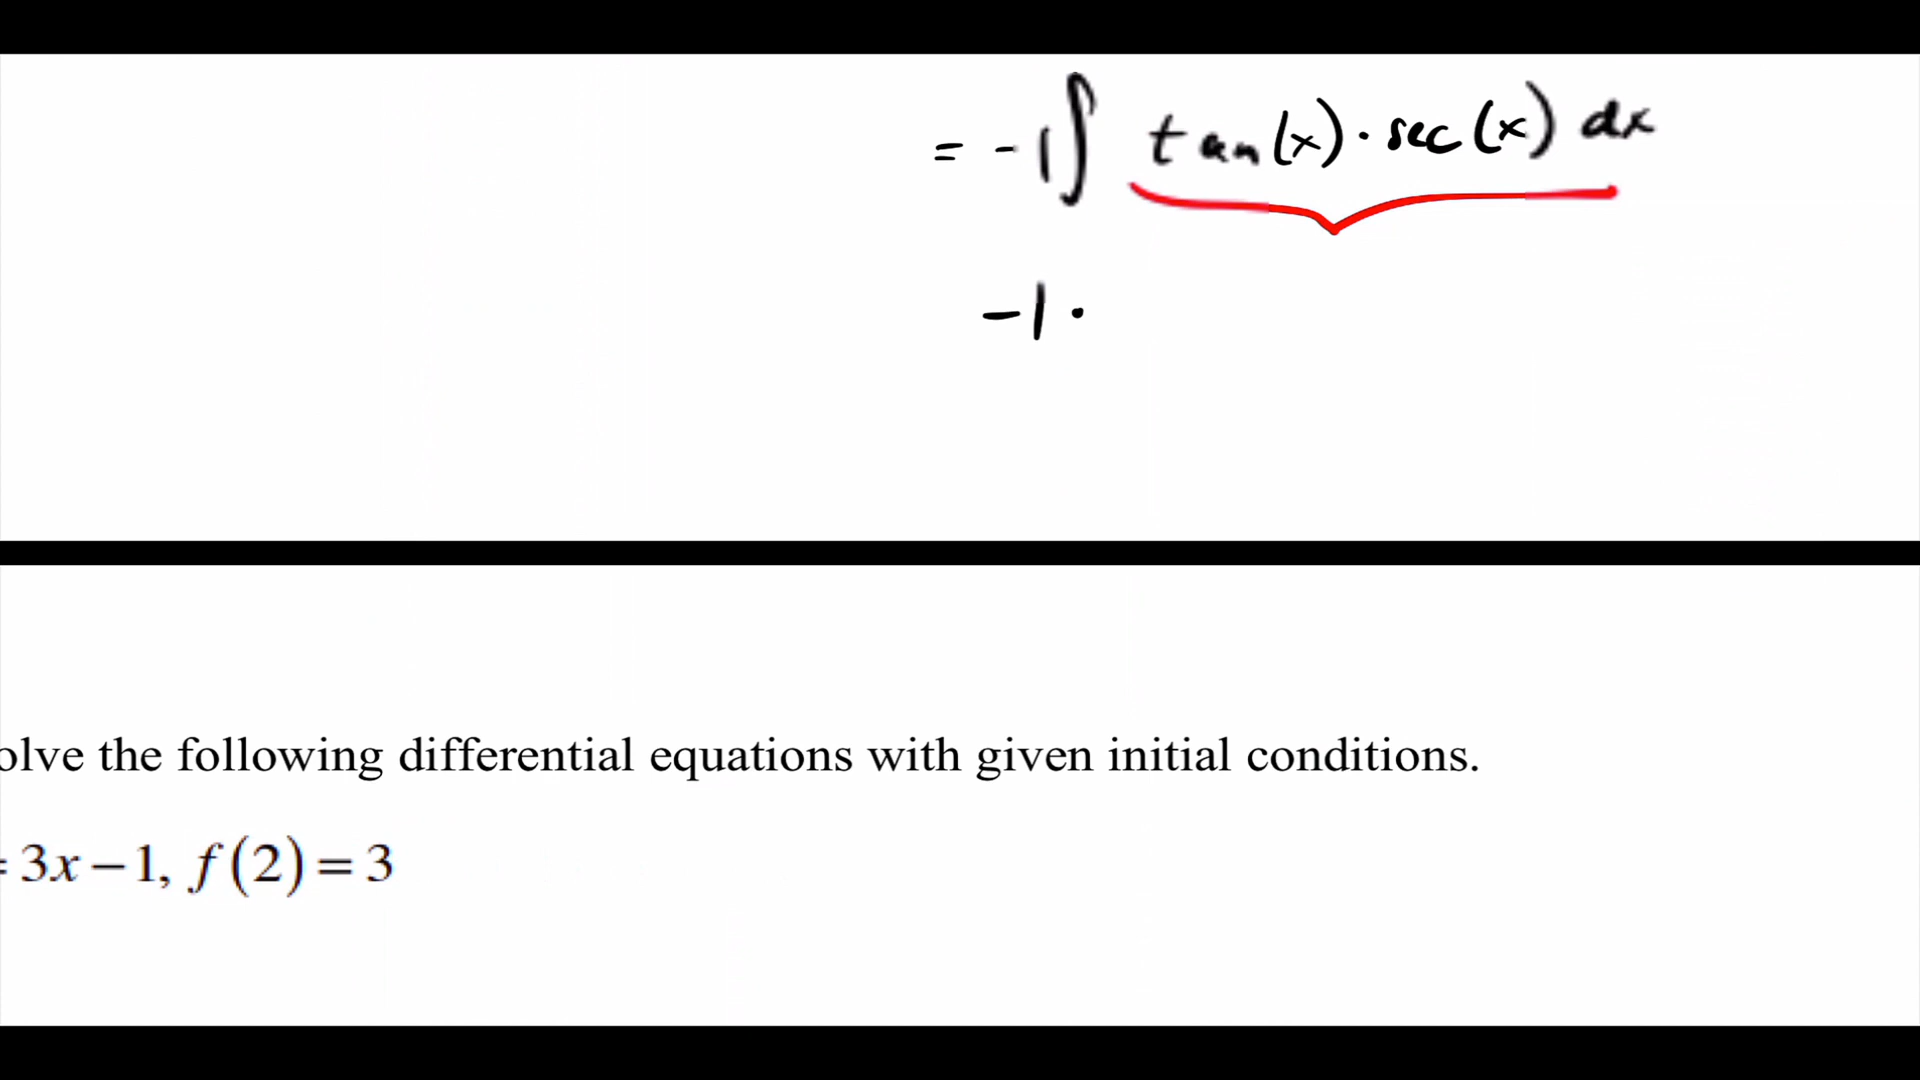 = -1∫ tan(x) · sec(x) dx
-1 ·
olve the following differential equations with given initial conditions.
= 3x − 1, f(2) = 3